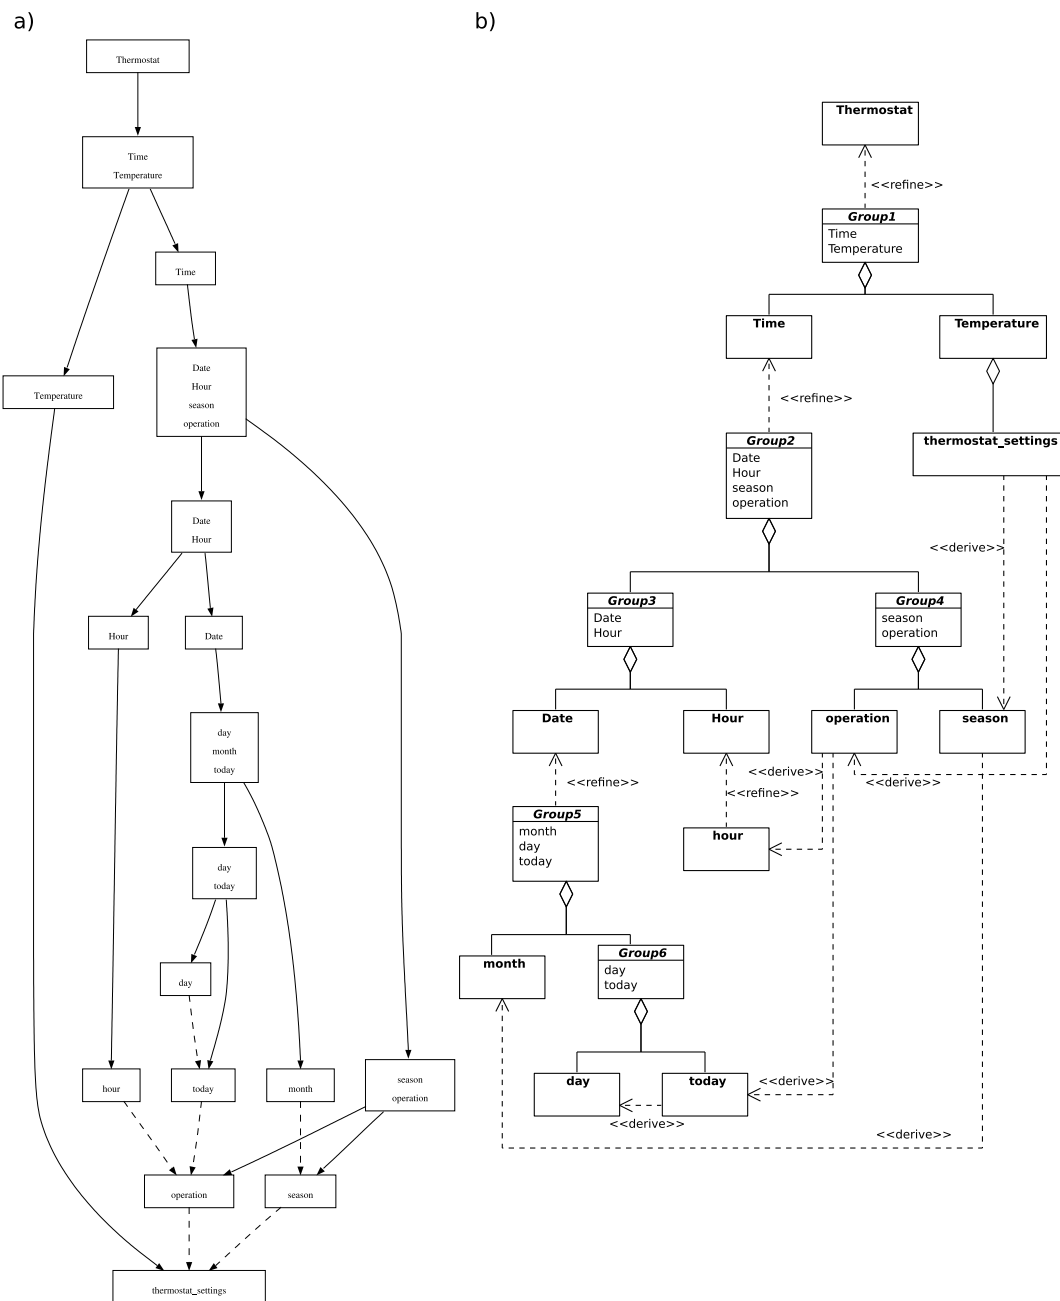 a)
Thermostat
Time
Temperature
Time
Temperature
Date
Hour
season
operation
Date
Hour
Hour
Date
day
month
today
day
today
day
hour
today
month
season
operation
operation
season
thermostat_settings
b)
Thermostat
<<refine>>
Group1
Time
Temperature
Time
Temperature
<<refine>>
Group2
Date
Hour
season
operation
thermostat_settings
<<derive>>
Group3
Date
Hour
Group4
season
operation
Date
Hour
operation
season
<<refine>>
<<derive>>
<<refine>>
<<derive>>
Group5
month
day
today
hour
month
Group6
day
today
day
today
<<derive>>
<<derive>>
<<derive>>